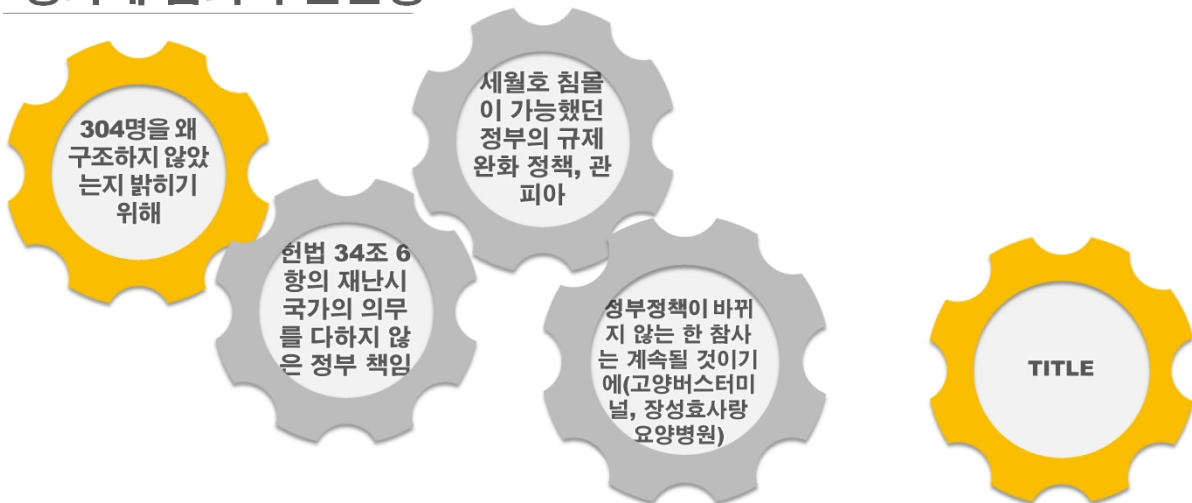 304명을 왜
구조하지 않았
는지 밝히기
위해
헌법 34조 6
항의 재난시
국가의 의무
를 다하지 않
은 정부 책임
세월호 침몰
이 가능했던
정부의 규제
완화 정책, 관
피아
정부정책이 바뀌
지 않는 한 참사
는 계속될 것이기
에(고양버스터미
널, 장성효사랑
요양병원)
TITLE